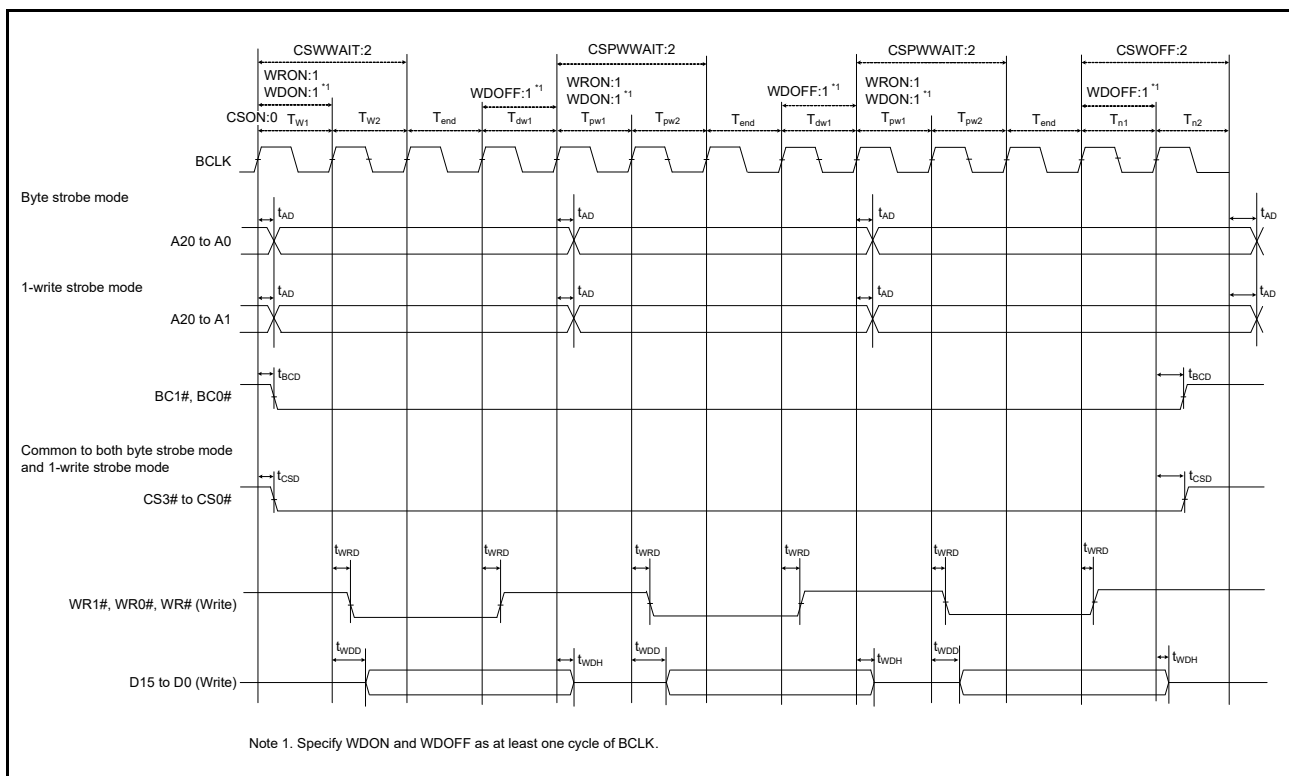 CSWWAIT:2 CSPWWAIT:2 CSPWWAIT:2 CSWOFF:2
WRON:1 WRON:1 WRON:1
WDON:1 *1 WDOFF:1 *1 WDON:1 *1 WDOFF:1 *1 WDON:1 *1 WDOFF:1 *1
CSON:0 TW1 TW2 Tend Tdw1 Tpw1 Tpw2 Tend Tdw1 Tpw1 Tpw2 Tend Tn1 Tn2
BCLK
Byte strobe mode
tAD tAD tAD tAD
A20 to A0
1-write strobe mode
tAD tAD tAD tAD
A20 to A1
tBCD tBCD
BC1#, BC0#
Common to both byte strobe mode
and 1-write strobe mode
tCSD tCSD
CS3# to CS0#
tWRD tWRD tWRD tWRD tWRD tWRD
WR1#, WR0#, WR# (Write)
tWDD tWDH tWDD tWDH tWDD tWDH
D15 to D0 (Write)
Note 1. Specify WDON and WDOFF as at least one cycle of BCLK.